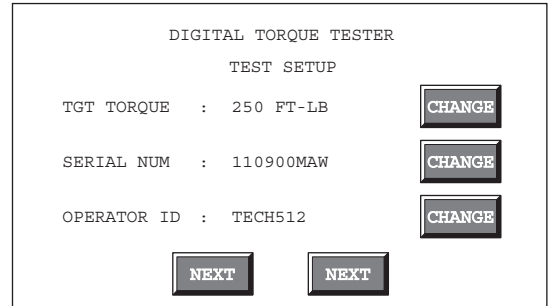 DIGITAL TORQUE TESTER
TEST SETUP
TGT TORQUE : 250 FT-LB CHANGE
SERIAL NUM : 110900MAW CHANGE
OPERATOR ID : TECH512 CHANGE
NEXT NEXT